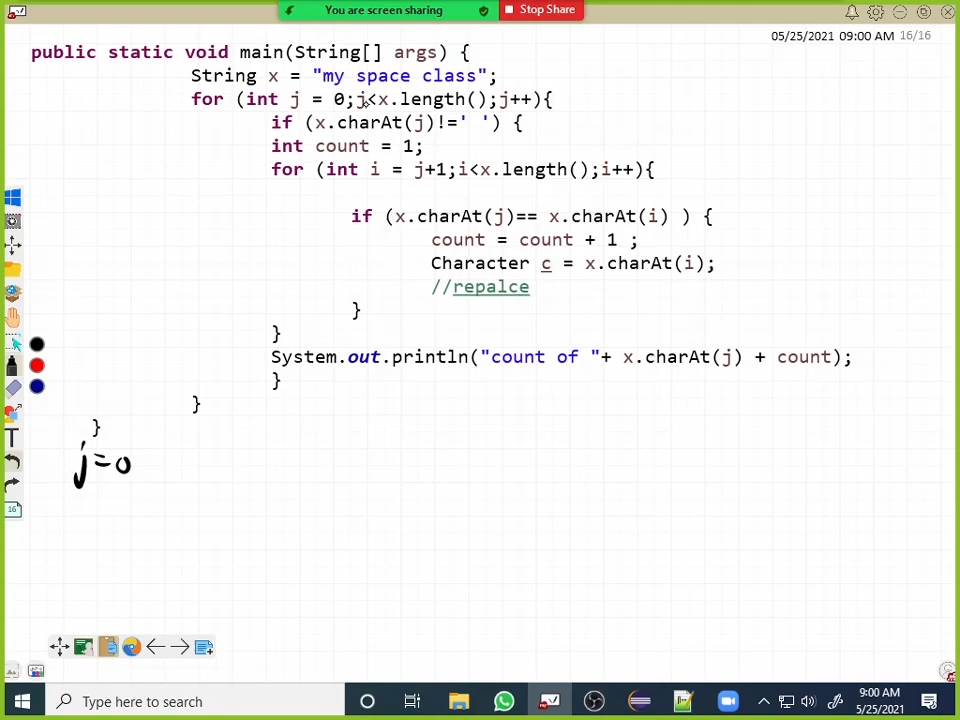 You are screen sharing
Stop Share
05/25/2021 09:00 AM 16/16
public static void main(String[] args) {
String x = "my space class";
for (int j = 0;j<x.length();j++){
if (x.charAt(j)!=' ') {
int count = 1;
for (int i = j+1;i<x.length();i++){
if (x.charAt(j)== x.charAt(i) ) {
count = count + 1 ;
Character c = x.charAt(i);
//repalce
}
}
System.out.println("count of "+ x.charAt(j) + count);
}
}
}
j=0
T
16
Type here to search
9:00 AM
5/25/2021